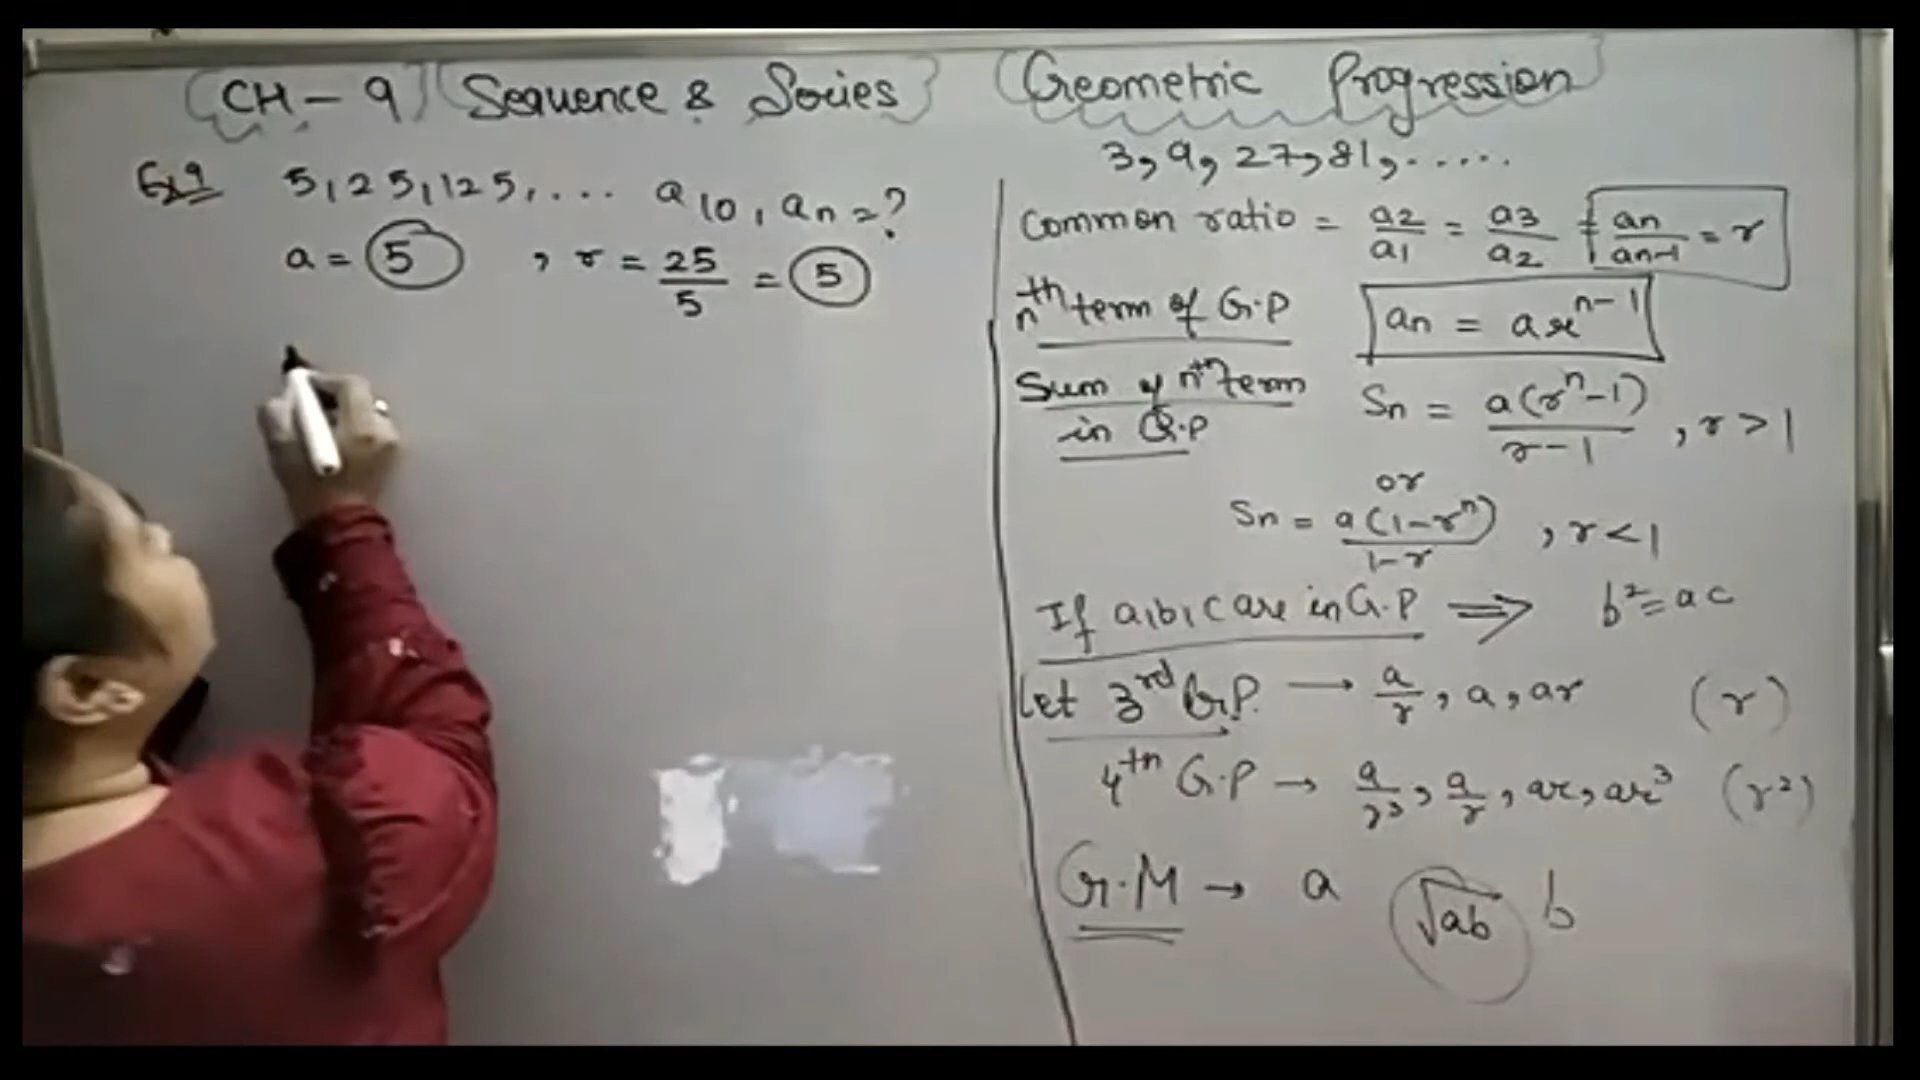 CH - 9 Sequence & Series
Ex 9 5, 25, 125, ... a10, an = ?
a = 5 , r = 25/5 = 5
Geometric Progression
3, 9, 27, 81, .....
Common ratio = a2/a1 = a3/a2 = an/an-1 = r
nth term of G.P an = ar^n-1
Sum of nth term Sn = a(r^n-1)/r-1 , r > 1
in G.P
or
Sn = a(1-r^n)/1-r , r < 1
If a, b, c are in G.P ⇒ b² = ac
Let 3rd G.P. → a/r, a, ar (r)
4th G.P → a/r³, a/r, ar, ar³ (r²)
G.M → a √ab b